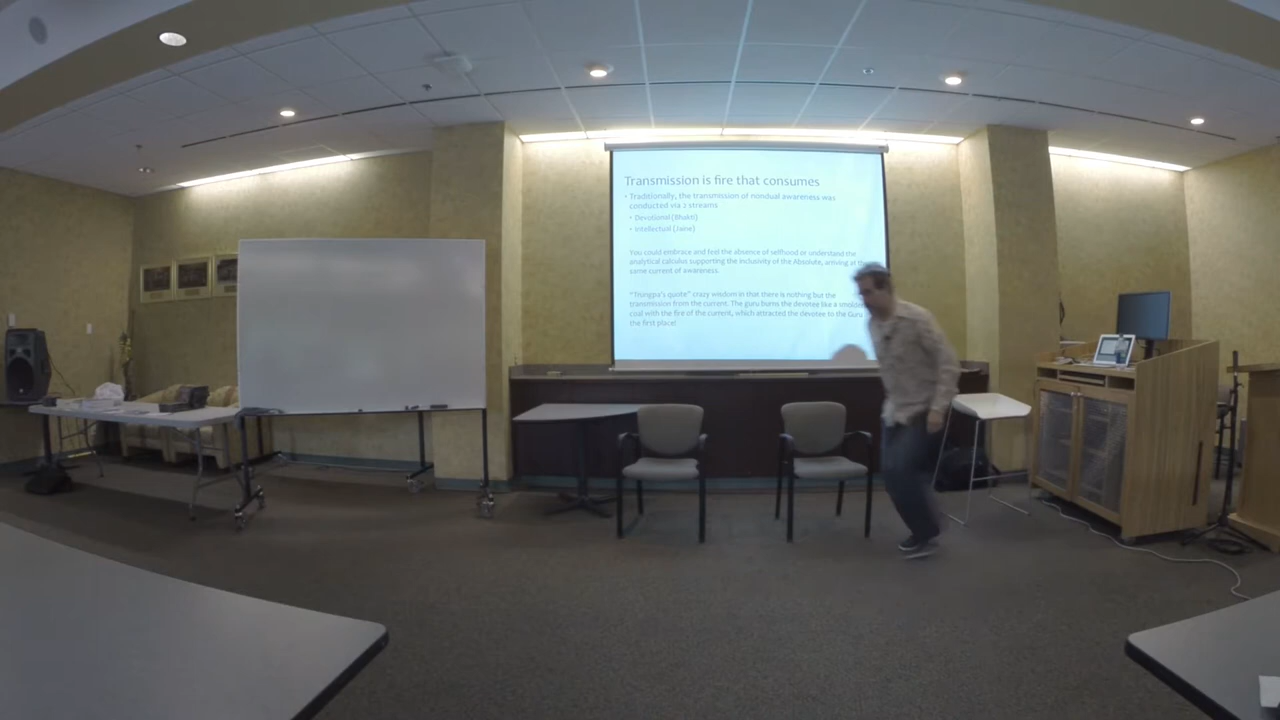 Transmission is fire that consumes
• Traditionally, the transmission of nondual awareness was
conducted via 2 streams
• Devotional (Bhakti)
• Intellectual (Jaine)
You could embrace and feel the absence of selfhood or understand the
analytical calculus supporting the inclusivity of the Absolute, arriving at
same current of awareness.
"Trungpa's quote" crazy wisdom in that there is nothing but the
transmission from the current. The guru burns the devotee like a
coal with the fire of the current, which attracted the devotee to the Guru
the first place!